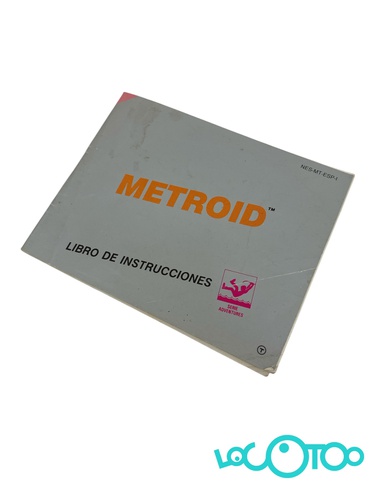 NES-MT-ESP-1
METROID™
LIBRO DE INSTRUCCIONES
ADVENTURES
LOCOTOO